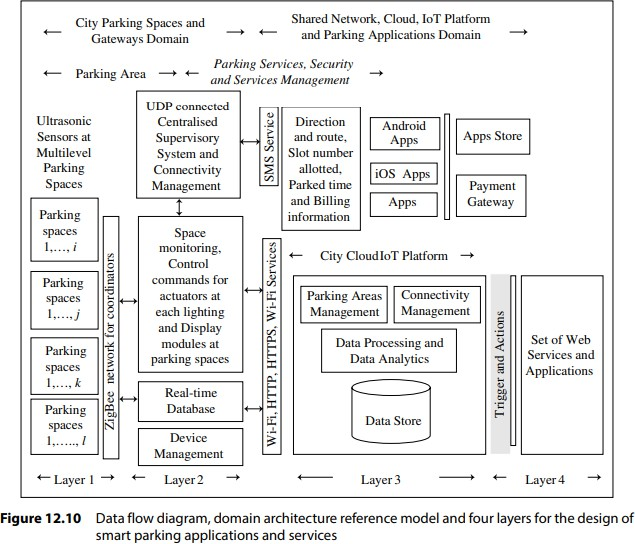 City Parking Spaces and
Gateways Domain
Shared Network, Cloud, IoT Platform
and Parking Applications Domain
Parking Area
Parking Services, Security
and Services Management
Ultrasonic
Sensors at
Multilevel
Parking
Spaces
UDP connected
Centralised
Supervisory
System and
Connectivity
Management
SMS Service
Direction
and route,
Slot number
allotted,
Parked time
and Billing
information
Android
Apps
iOS Apps
Apps
Apps Store
Payment
Gateway
Parking
spaces
1,…, i
Parking
spaces
1,…, j
Parking
spaces
1,…, k
Parking
spaces
1,....., l
ZigBee network for coordinators
Space
monitoring,
Control
commands for
actuators at
each lighting
and Display
modules at
parking spaces
Real-time
Database
Device
Management
Wi-Fi, HTTP, HTTPS, Wi-Fi Services
City CloudIoT Platform
Parking Areas
Management
Connectivity
Management
Data Processing and
Data Analytics
Data Store
Trigger and Actions
Set of Web
Services and
Applications
Layer 1
Layer 2
Layer 3
Layer 4
Figure 12.10 Data flow diagram, domain architecture reference model and four layers for the design of
smart parking applications and services